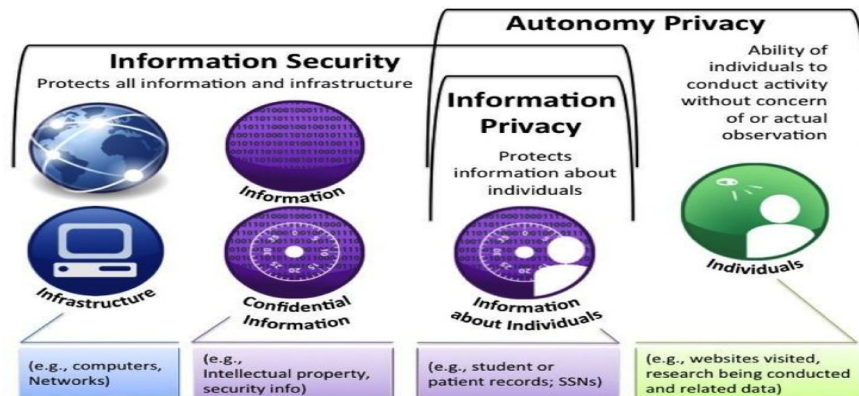 Autonomy Privacy
Information Security
Protects all information and infrastructure
Ability of
individuals to
conduct activity
without concern
of or actual
observation
Information
Privacy
Protects
information about
individuals
Information
Infrastructure
Confidential
Information
Information
about Individuals
Individuals
(e.g., computers,
Networks)
(e.g.,
Intellectual property,
security info)
(e.g., student or
patient records; SSNs)
(e.g., websites visited,
research being conducted
and related data)